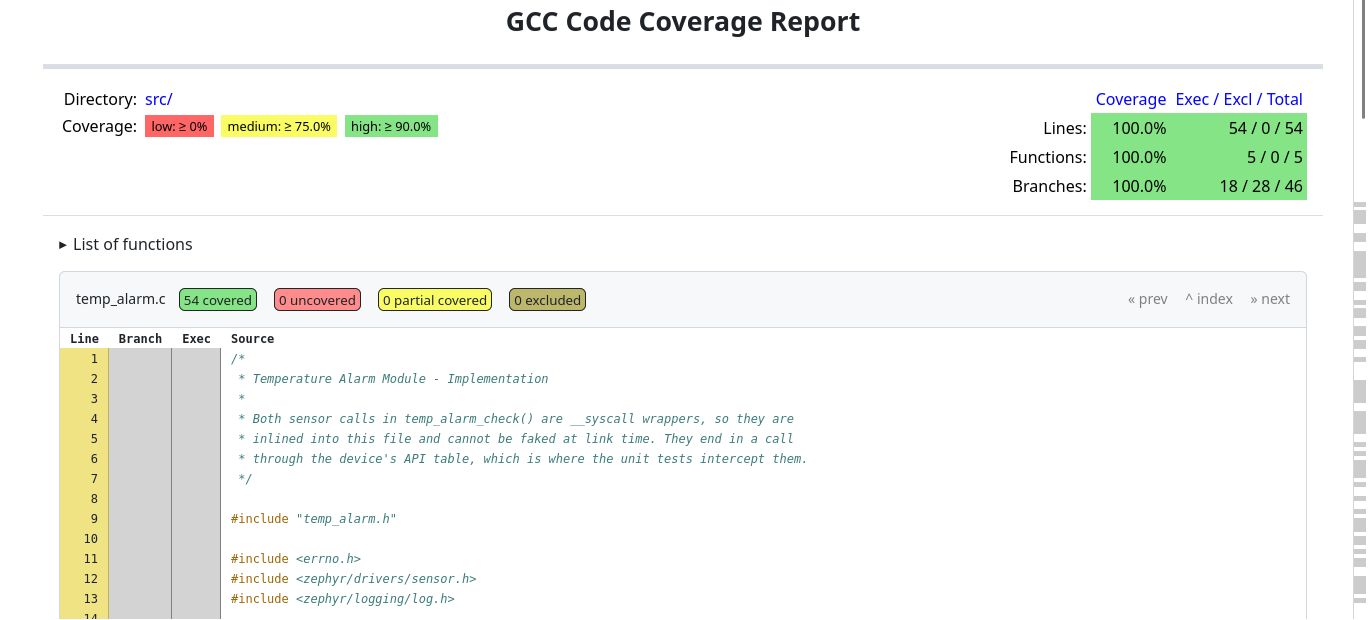 GCC Code Coverage Report
Directory: src/
Coverage: low: ≥ 0% medium: ≥ 75.0% high: ≥ 90.0%
Coverage Exec / Excl / Total
Lines: 100.0% 54 / 0 / 54
Functions: 100.0% 5 / 0 / 5
Branches: 100.0% 18 / 28 / 46
▸ List of functions
temp_alarm.c 54 covered 0 uncovered 0 partial covered 0 excluded « prev ^ index » next
Line Branch Exec Source
1 /*
2  * Temperature Alarm Module - Implementation
3  *
4  * Both sensor calls in temp_alarm_check() are __syscall wrappers, so they are
5  * inlined into this file and cannot be faked at link time. They end in a call
6  * through the device's API table, which is where the unit tests intercept them.
7  */
8
9 #include "temp_alarm.h"
10
11 #include <errno.h>
12 #include <zephyr/drivers/sensor.h>
13 #include <zephyr/logging/log.h>
14